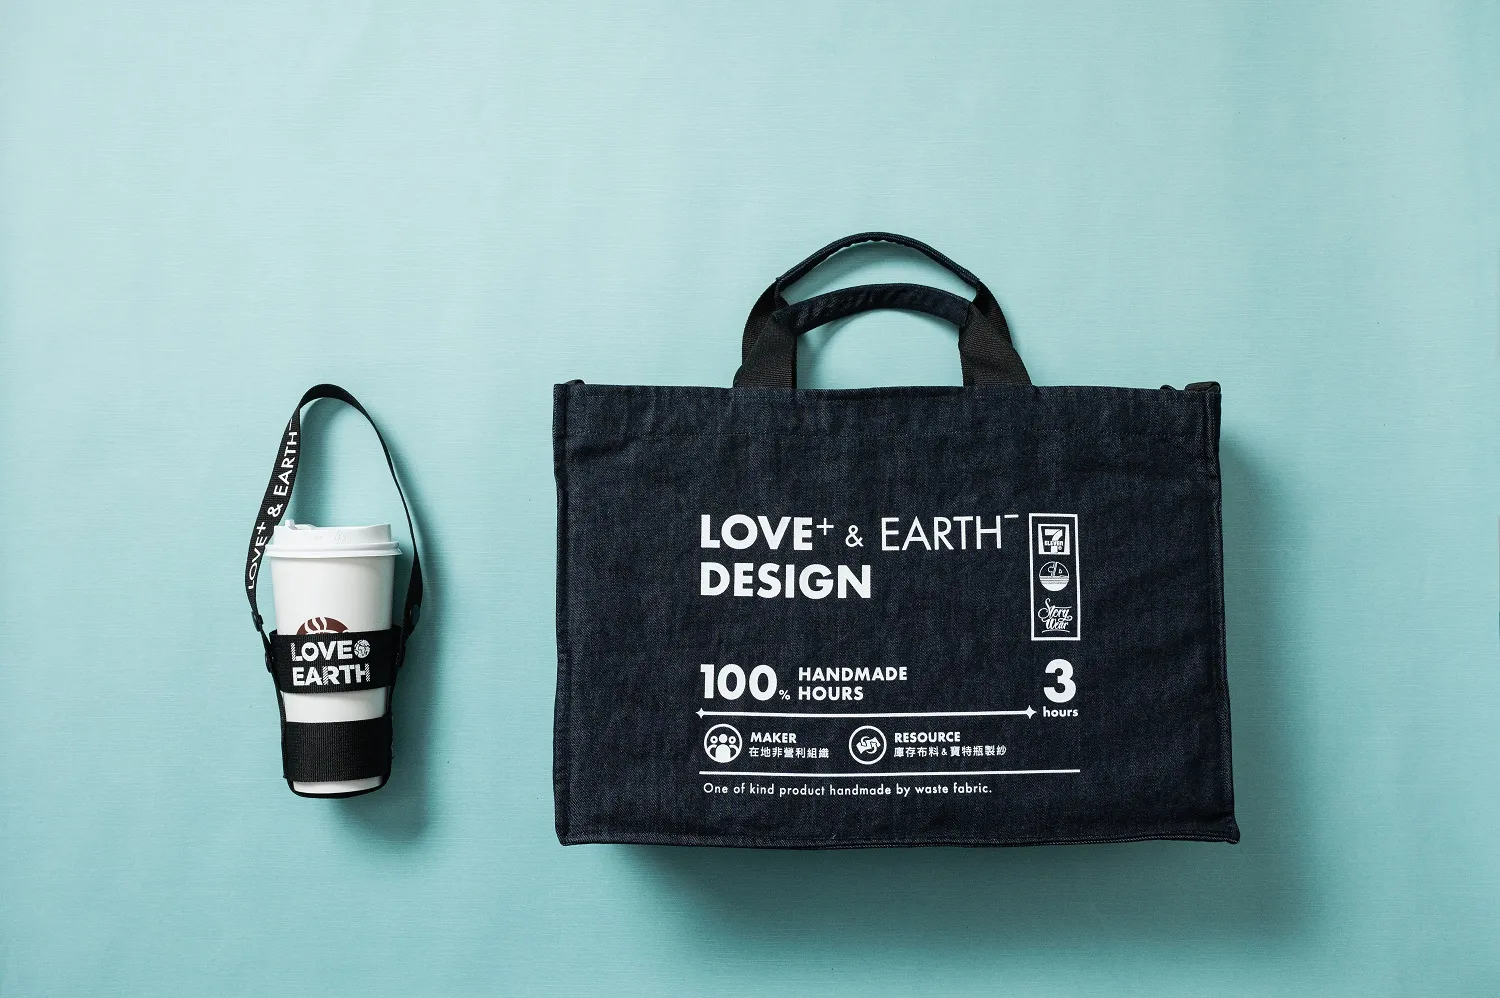 LOVE+ & EARTH−
LOVE
EARTH
LOVE+ & EARTH−
DESIGN
7
ELEVEN
Story
Wear
100% HANDMADE
HOURS
3
hours
MAKER
在地非營利組織
RESOURCE
庫存布料&寶特瓶製紗
One of kind product handmade by waste fabric.